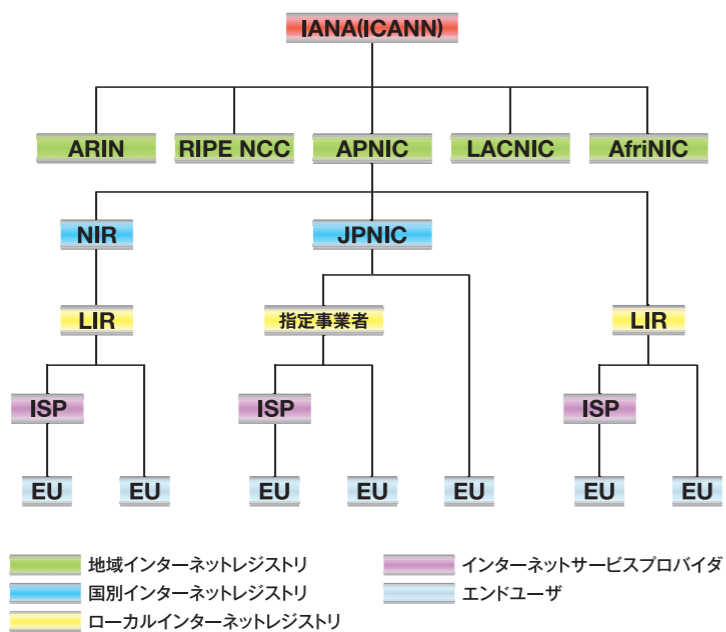 IANA(ICANN)
ARIN
RIPE NCC
APNIC
LACNIC
AfriNIC
NIR
JPNIC
LIR
指定事業者
LIR
ISP
ISP
ISP
EU
EU
EU
EU
EU
EU
EU
地域インターネットレジストリ
国別インターネットレジストリ
ローカルインターネットレジストリ
インターネットサービスプロバイダ
エンドユーザ